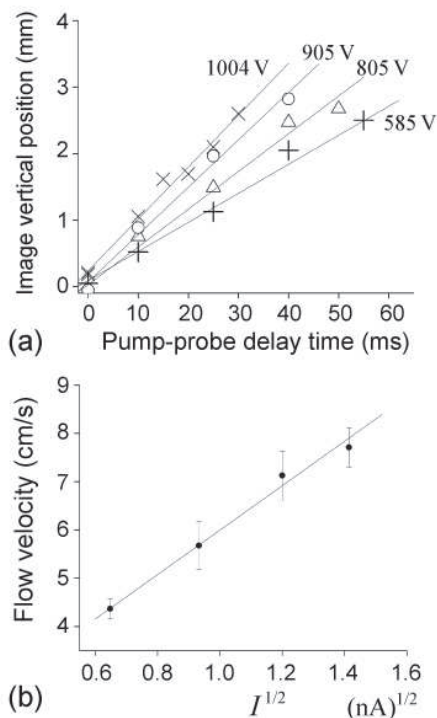 4
1004 V
905 V
805 V
3
585 V
2
1
0
Image vertical position (mm)
0 10 20 30 40 50 60
(a) Pump-probe delay time (ms)
9
8
7
6
5
4
Flow velocity (cm/s)
0.6 0.8 1.0 1.2 1.4 1.6
(b) I^{1/2} (nA)^{1/2}